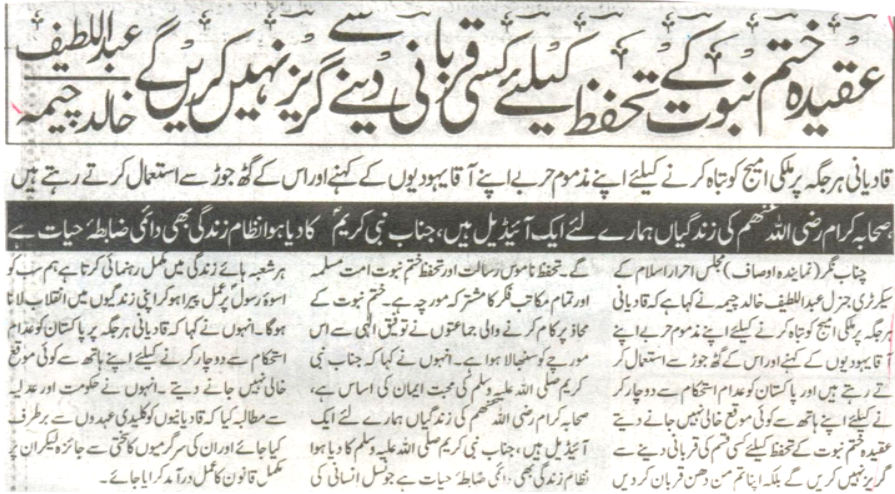 عقیدہ ختم نبوت کے تحفظ کیلئے کسی قربانی سے دینے گریز نہیں کریں گے
عبداللطیف
خالد چیمہ
قادیانی ہر جگہ پر ملکی امیج کو تباہ کرنے کیلئے اپنے مذموم حربے اپنے آقا یہودیوں کے کہنے اور اس کے گٹھ جوڑ سے استعمال کرتے رہتے ہیں
صحابہ کرام رضی اللہ عنھم کی زندگیاں ہمارے لئے ایک آئیڈیل ہیں، جناب نبی کریمؐ کا دیا ہوا نظام زندگی بھی دائمی ضابطۂ حیات ہے
چناب نگر (نمایندہ اوصاف) مجلس احرار اسلام کے
سیکرٹری جنرل عبداللطیف خالد چیمہ نے کہا ہے کہ قادیانی
ہر جگہ پر ملکی امیج کو تباہ کرنے کیلئے اپنے مذموم حربے اپنے
آقا یہودیوں کے کہنے اور اس کے گٹھ جوڑ سے استعمال کر
تے رہتے ہیں اور پاکستان کو عدام استحکام سے دوچار کر
نے کیلئے اپنے ہاتھ سے کوئی موقع خالی نہیں جانے دیتے
عقیدہ ختم نبوت کے تحفظ کیلئے کسی قسم کی قربانی دینے سے
گریز نہیں کریں گے بلکہ اپنا تم من دھن قربان کر دیں
گے۔ تحفظ ناموس رسالت اور تحفظ ختم نبوت امت مسلمہ
اور تمام مکاتب فکر کا مشترکہ مورچہ ہے۔ ختم نبوت کے
محاذ پر کام کرنے والی جماعتوں نے توفیق الٰہی سے اس
مورچے کو سنبھالا ہوا ہے۔ انہوں نے کہا کہ جناب نبی
کریم صلی اللہ علیہ وسلم کی محبت ایمان کی اساس ہے،
صحابہ کرام رضی اللہ عنھم کی زندگیاں ہمارے لئے ایک
آئیڈیل ہیں، جناب نبی کریم صلی اللہ علیہ وسلم کا دیا ہوا
نظام زندگی بھی دائمی ضابطہ حیات ہے جو نسل انسانی کی
ہر شعبہ ہائے زندگی میں مکمل رہنمائی کرتا ہے ہم سب کو
اسوۂ رسولؐ پر عمل پیرا ہو کر اپنی زندگیوں میں انقلاب لانا
ہوگا۔ انہوں نے کہا کہ قادیانی ہر جگہ پر پاکستان کو عدام
استحکام سے دوچار کرنے کیلئے اپنے ہاتھ سے کوئی موقع
خالی نہیں جانے دیتے۔ انہوں نے حکومت اور عدلیہ
سے مطالبہ کیا کہ قادیانیوں کو کلیدی عہدوں سے برطرف
کیا جائے اور ان کی سرگرمیوں کا سختی سے جائزہ لیکر ان پر
مکمل قانون کا عمل درآمد کرایا جائے۔